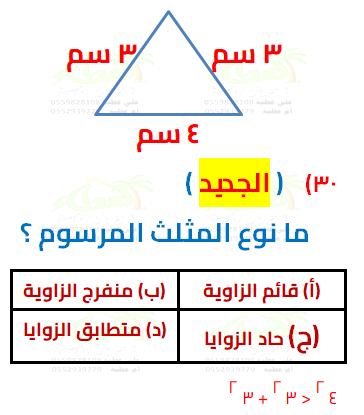 ٣ سم ٣ سم
٤ سم
٣٠) ( الجديد )
ما نوع المثلث المرسوم ؟
(أ) قائم الزاوية (ب) منفرج الزاوية
(ج) حاد الزوايا (د) متطابق الزوايا
٤ ٢ < ٣ ٢ + ٣ ٢